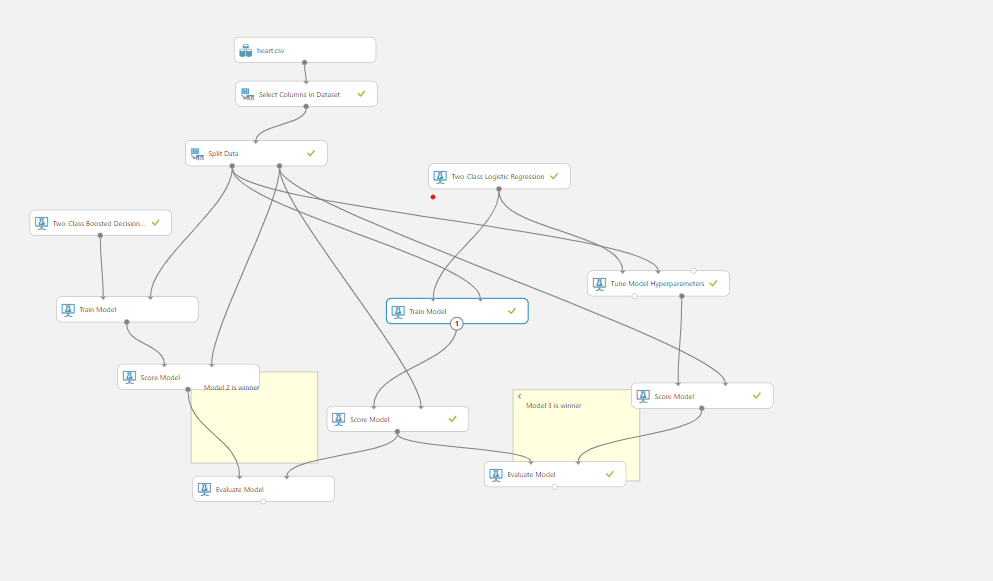 heart.csv
Select Columns in Dataset
Split Data
Two-Class Logistic Regression
Two-Class Boosted Decision...
Tune Model Hyperparameters
Train Model
Train Model
1
Score Model
Model 2 is winner
Score Model
Model 3 is winner
Score Model
Evaluate Model
Evaluate Model